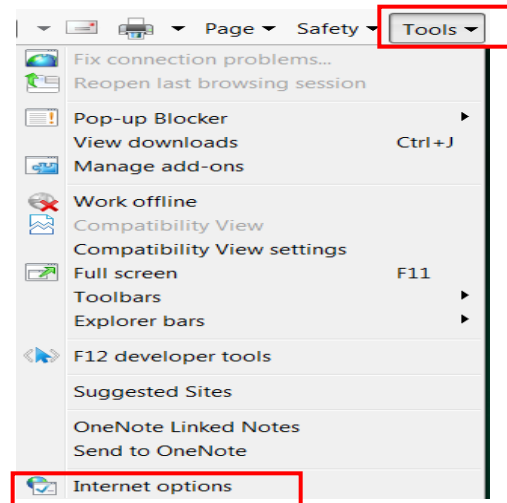 Page Safety Tools
Fix connection problems...
Reopen last browsing session
Pop-up Blocker
View downloads Ctrl+J
Manage add-ons
Work offline
Compatibility View
Compatibility View settings
Full screen F11
Toolbars
Explorer bars
F12 developer tools
Suggested Sites
OneNote Linked Notes
Send to OneNote
Internet options